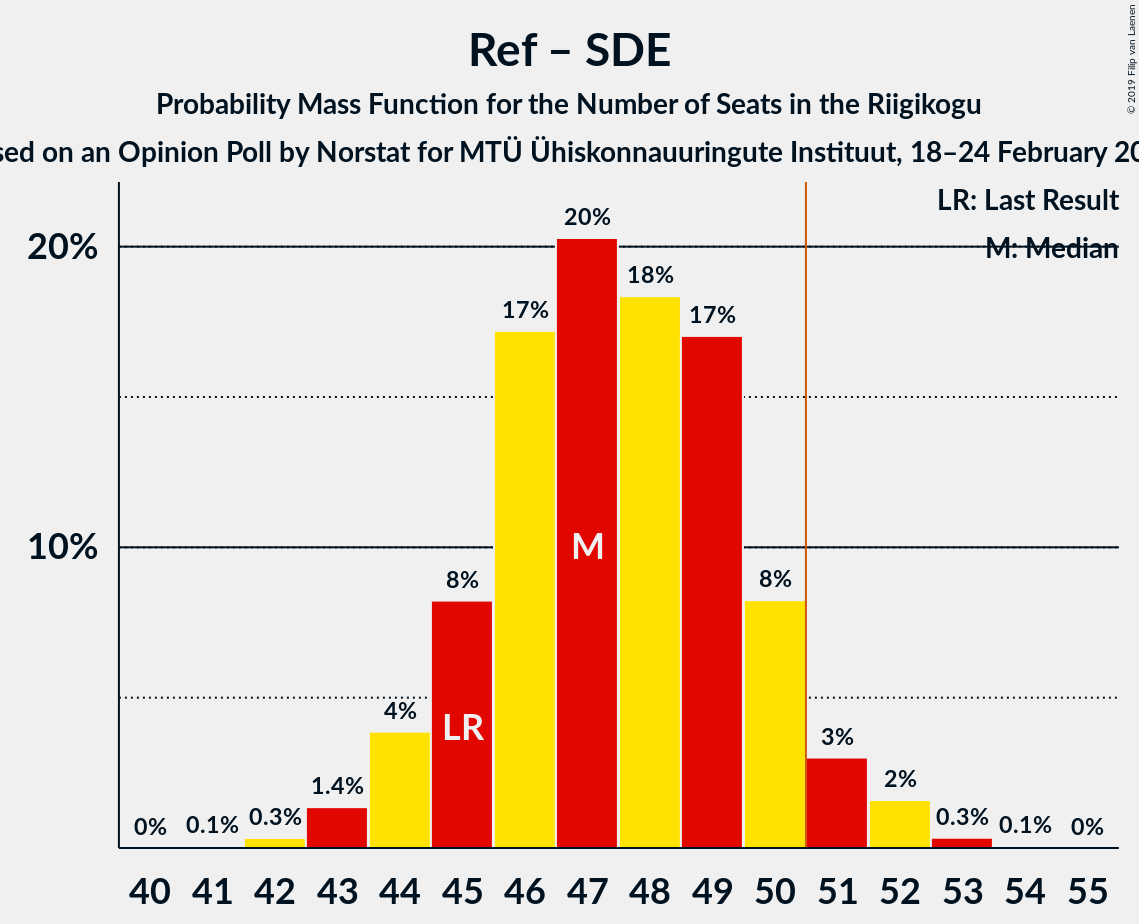 Ref – SDE
Probability Mass Function for the Number of Seats in the Riigikogu
on an Opinion Poll by Norstat for MTÜ Ühiskonnauuringute Instituut, 18–24 February
© 2019 Filip van Laenen
LR: Last Result
M: Median
20%
10%
0%
0.1%
0.3%
1.4%
4%
8%
17%
20%
18%
17%
8%
3%
2%
0.3%
0.1%
0%
LR
M
40 41 42 43 44 45 46 47 48 49 50 51 52 53 54 55